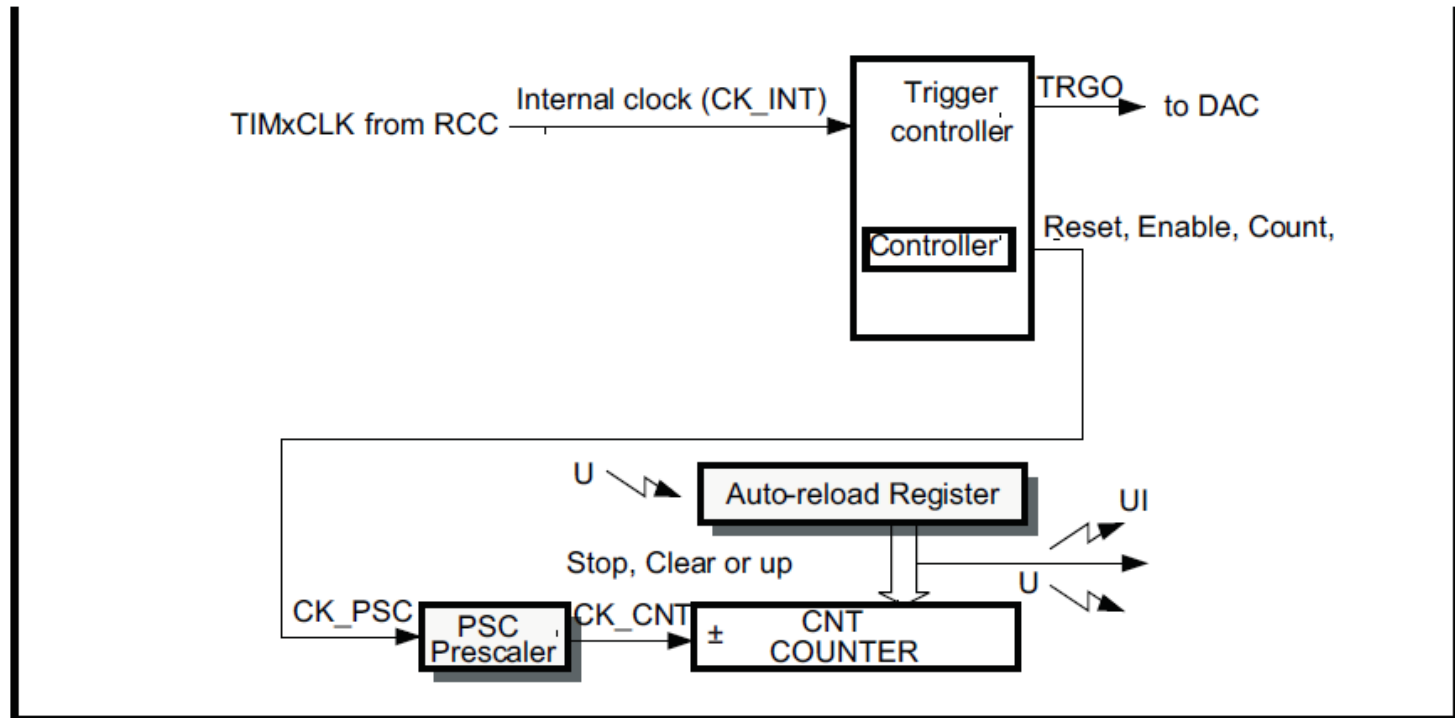 Internal clock (CK_INT)
TIMxCLK from RCC
Trigger
controller
TRGO
to DAC
Controller
Reset, Enable, Count,
U
Auto-reload Register
UI
Stop, Clear or up
U
CK_PSC
PSC
Prescaler
CK_CNT
±
CNT
COUNTER